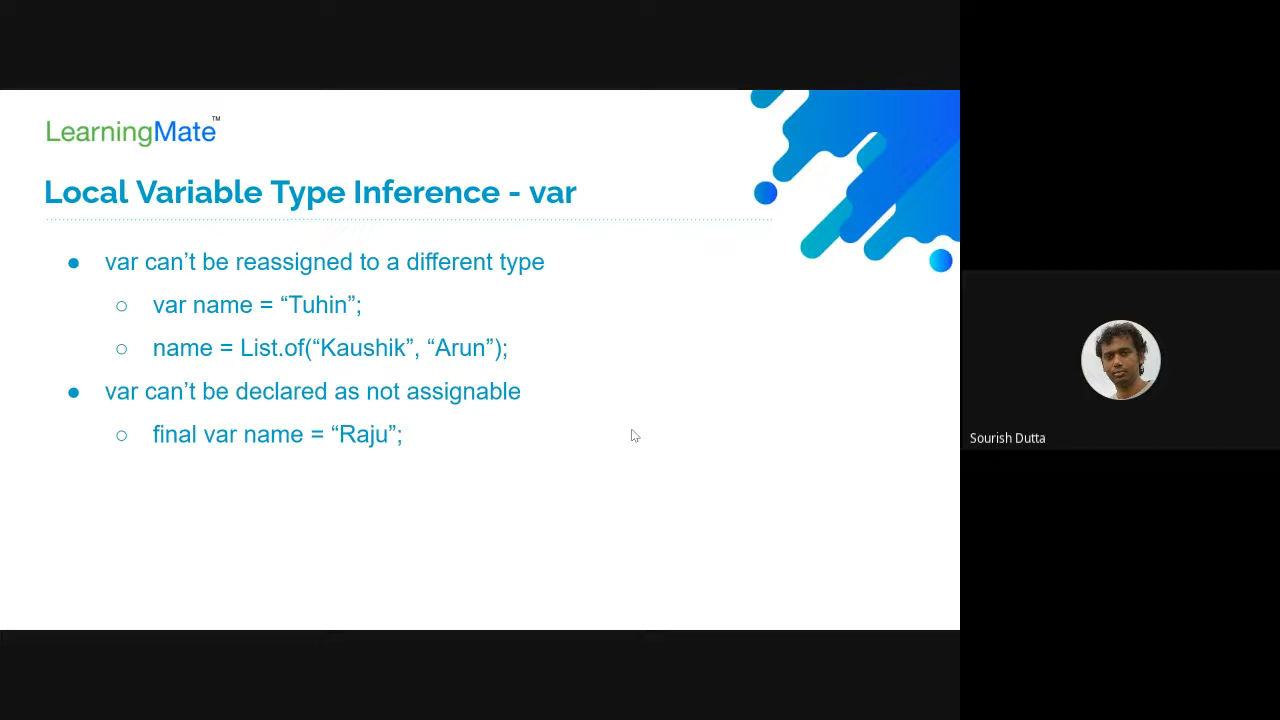 LearningMate™
Local Variable Type Inference - var
● var can’t be reassigned to a different type
○ var name = “Tuhin”;
○ name = List.of(“Kaushik”, “Arun”);
● var can’t be declared as not assignable
○ final var name = “Raju”;
Sourish Dutta